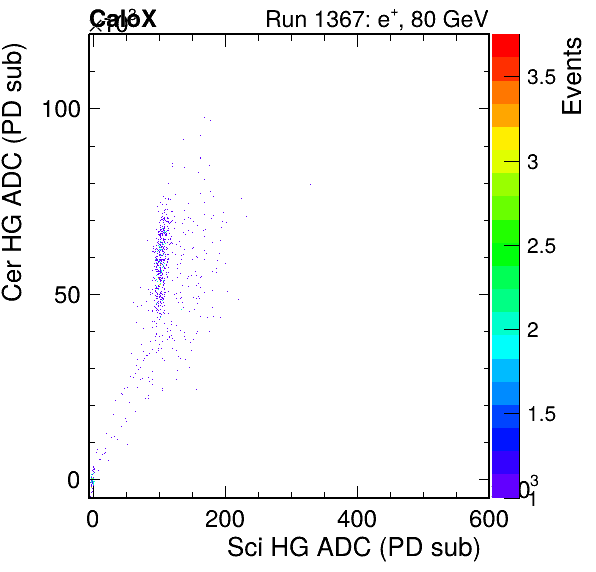 CaloX
×10³
Run 1367: e⁺, 80 GeV
Cer HG ADC (PD sub)
100
50
0
0
200
400
600
Sci HG ADC (PD sub)
Events
3.5
3
2.5
2
1.5
1